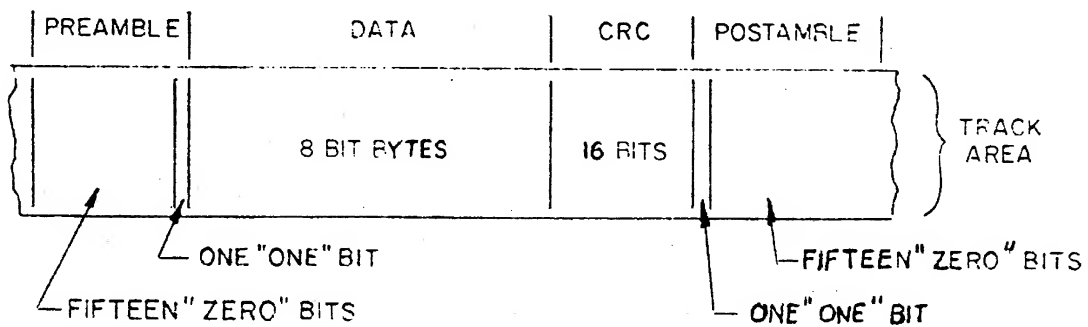 PREAMBLE DATA CRC POSTAMBLE
8 BIT BYTES 16 BITS
TRACK
AREA
ONE "ONE" BIT
FIFTEEN "ZERO" BITS
FIFTEEN" ZERO" BITS
ONE" ONE" BIT